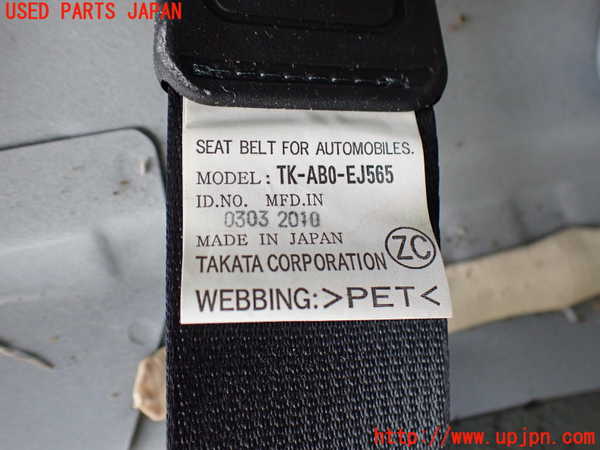 USED PARTS JAPAN
SEAT BELT FOR AUTOMOBILES.
MODEL: TK-AB0-EJ565
ID.NO. MFD.IN
0303 2010
MADE IN JAPAN
ZC
TAKATA CORPORATION
WEBBING: >PET<
http://www.upjpn.com/